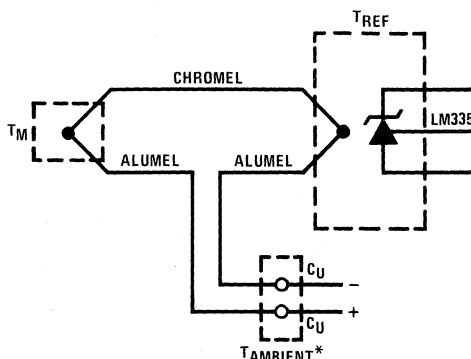 TREF
CHROMEL
LM335
TM
ALUMEL ALUMEL
CU
−
+
CU
TAMBIENT*